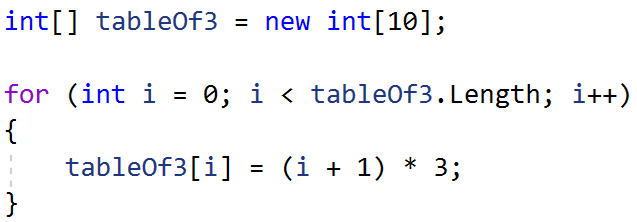 int[] tableOf3 = new int[10];
for (int i = 0; i < tableOf3.Length; i++)
{
    tableOf3[i] = (i + 1) * 3;
}